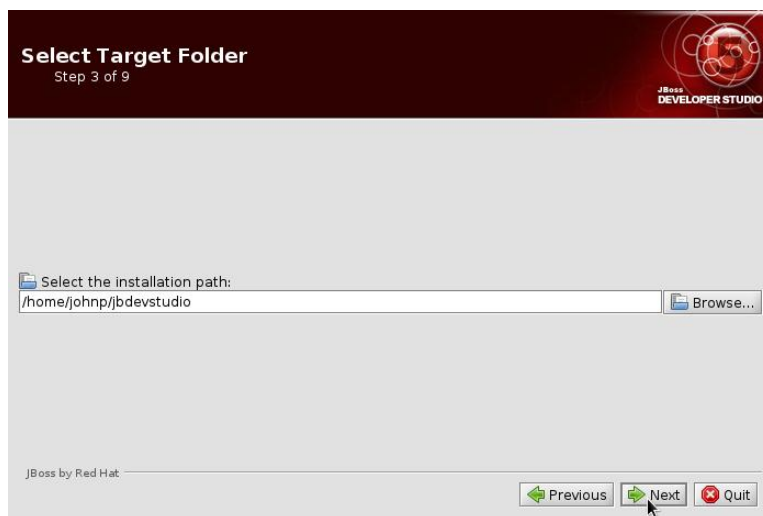 Select Target Folder
Step 3 of 9
5
JBoss
DEVELOPER STUDIO
Select the installation path:
/home/johnp/jbdevstudio
Browse...
JBoss by Red Hat
Previous
Next
Quit